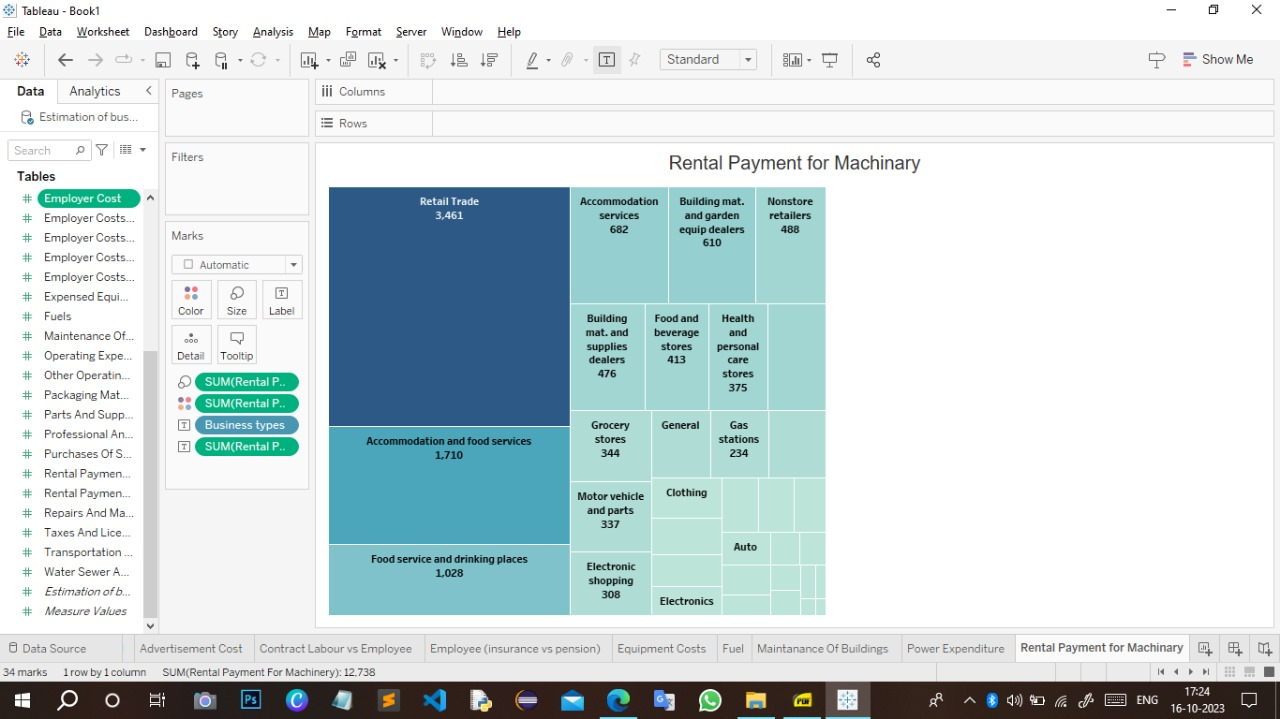 Tableau - Book1
File Data Worksheet Dashboard Story Analysis Map Format Server Window Help
Standard
Show Me
Data Analytics
Estimation of bus...
Search
Tables
Employer Cost
Employer Costs...
Employer Costs...
Employer Costs...
Employer Costs...
Expensed Equi...
Fuels
Maintenance Of...
Operating Expe...
Other Operatin...
Packaging Mat...
Parts And Supp...
Professional An...
Purchases Of S...
Rental Paymen...
Rental Paymen...
Repairs And Ma...
Taxes And Lice...
Transportation ...
Water Sewer A...
Estimation of b...
Measure Values
Pages
Filters
Marks
Automatic
Color Size Label
Detail Tooltip
SUM(Rental P..
SUM(Rental P..
Business types
SUM(Rental P..
Columns
Rows
Rental Payment for Machinary
Retail Trade
3,461
Accommodation and food services
1,710
Food service and drinking places
1,028
Accommodation
services
682
Building mat.
and garden
equip dealers
610
Nonstore
retailers
488
Building
mat. and
supplies
dealers
476
Food and
beverage
stores
413
Health
and
personal
care
stores
375
Grocery
stores
344
General
Gas
stations
234
Motor vehicle
and parts
337
Clothing
Electronic
shopping
308
Auto
Electronics
Data Source Advertisement Cost Contract Labour vs Employee Employee (insurance vs pension) Equipment Costs Fuel Maintanance Of Buildings Power Expenditure Rental Payment for Machinary
34 marks 1 row by 1 column SUM(Rental Payment For Machinery): 12,738
Ps
PDF
ENG
17:24
16-10-2023